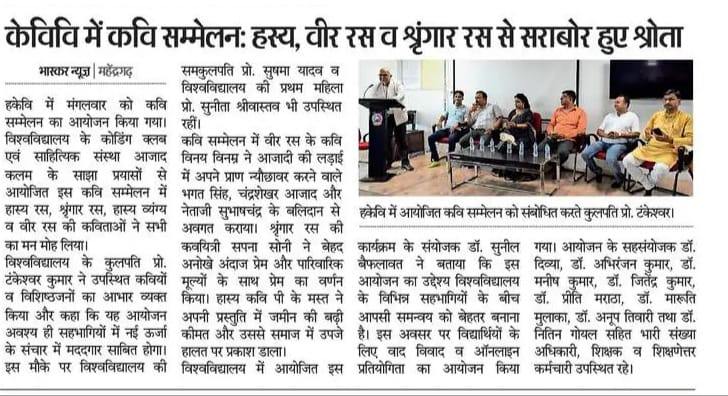 केविवि में कवि सम्मेलन: हस्य, वीर रस व श्रृंगार रस से सराबोर हुए श्रोता
भास्कर न्यूज | महेंद्रगढ़
हकेवि में मंगलवार को कवि
सम्मेलन का आयोजन किया गया।
विश्वविद्यालय के कोडिंग क्लब
एवं साहित्यिक संस्था आजाद
कलम के साझा प्रयासों से
आयोजित इस कवि सम्मेलन में
हास्य रस, श्रृंगार रस, हास्य व्यंग्य
व वीर रस की कविताओं ने सभी
का मन मोह लिया।
विश्वविद्यालय के कुलपति प्रो.
टंकेश्वर कुमार ने उपस्थित कवियों
व विशिष्ठजनों का आभार व्यक्त
किया और कहा कि यह आयोजन
अवश्य ही सहभागियों में नई ऊर्जा
के संचार में मददगार साबित होगा।
इस मौके पर विश्वविद्यालय की
समकुलपति प्रो. सुषमा यादव व
विश्वविद्यालय की प्रथम महिला
प्रो. सुनीता श्रीवास्तव भी उपस्थित
रहीं।
कवि सम्मेलन में वीर रस के कवि
विनय विनम्र ने आजादी की लड़ाई
में अपने प्राण न्यौछावर करने वाले
भगत सिंह, चंद्रशेखर आजाद और
नेताजी सुभाषचंद्र के बलिदान से
अवगत कराया। श्रृंगार रस की
कवयित्री सपना सोनी ने बेहद
अनोखे अंदाज प्रेम और पारिवारिक
मूल्यों के साथ प्रेम का वर्णन
किया। हास्य कवि पी के मस्त ने
अपनी प्रस्तुति में जमीन की बढ़ी
कीमत और उससे समाज में उपजे
हालत पर प्रकाश डाला।
विश्वविद्यालय में आयोजित इस
हकेवि में आयोजित कवि सम्मेलन को संबोधित करते कुलपति प्रो. टंकेश्वर।
कार्यक्रम के संयोजक डॉ. सुनील
बैफलावत ने बताया कि इस
आयोजन का उद्देश्य विश्वविद्यालय
के विभिन्न सहभागियों के बीच
आपसी समन्वय को बेहतर बनाना
है। इस अवसर पर विद्यार्थियों के
लिए वाद विवाद व ऑनलाइन
प्रतियोगिता का आयोजन किया
गया। आयोजन के सहसंयोजक डॉ.
दिव्या, डॉ. अभिरंजन कुमार, डॉ.
मनीष कुमार, डॉ. जितेंद्र कुमार,
डॉ. प्रीति मराठा, डॉ. मारूति
मुलाका, डॉ. अनूप तिवारी तथा डॉ.
नितिन गोयल सहित भारी संख्या
अधिकारी, शिक्षक व शिक्षणेत्तर
कर्मचारी उपस्थित रहे।